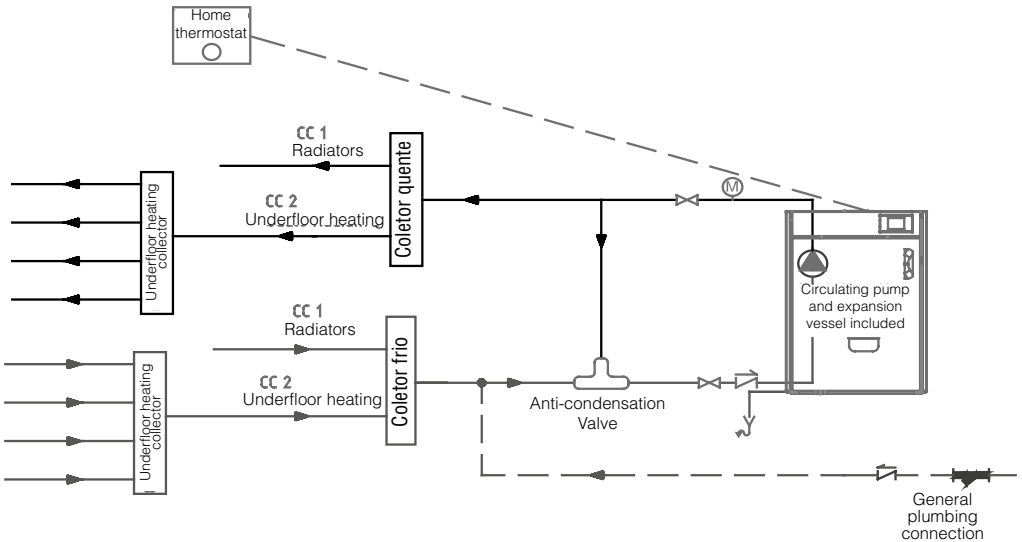 Home
thermostat
CC 1
Radiators
CC 2
Underfloor heating
Coletor quente
Underfloor heating
collector
M
Circulating pump
and expansion
vessel included
CC 1
Radiators
CC 2
Underfloor heating
Coletor frio
Underfloor heating
collector
Anti-condensation
Valve
General
plumbing
connection